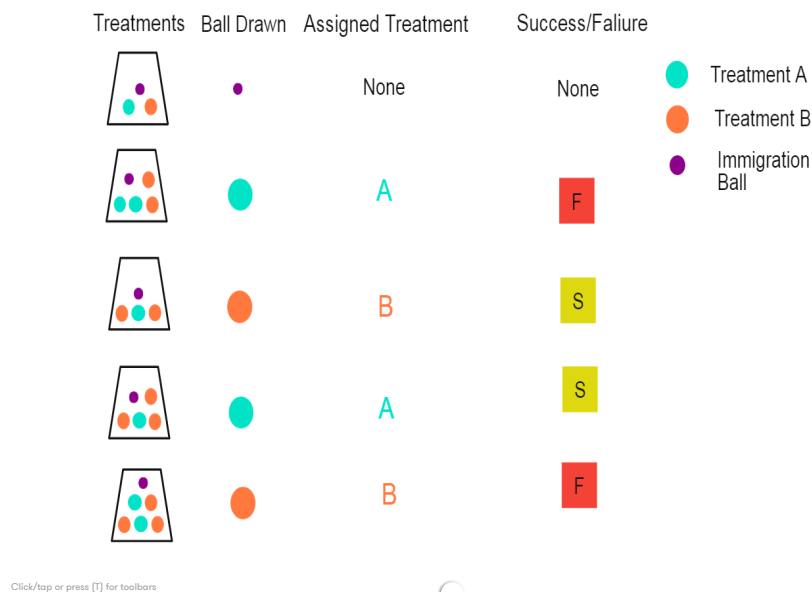 Treatments Ball Drawn Assigned Treatment Success/Faliure
None None
Treatment A
Treatment B
Immigration
Ball
A F
B S
A S
B F
Click/tap or press [T] for toolbars